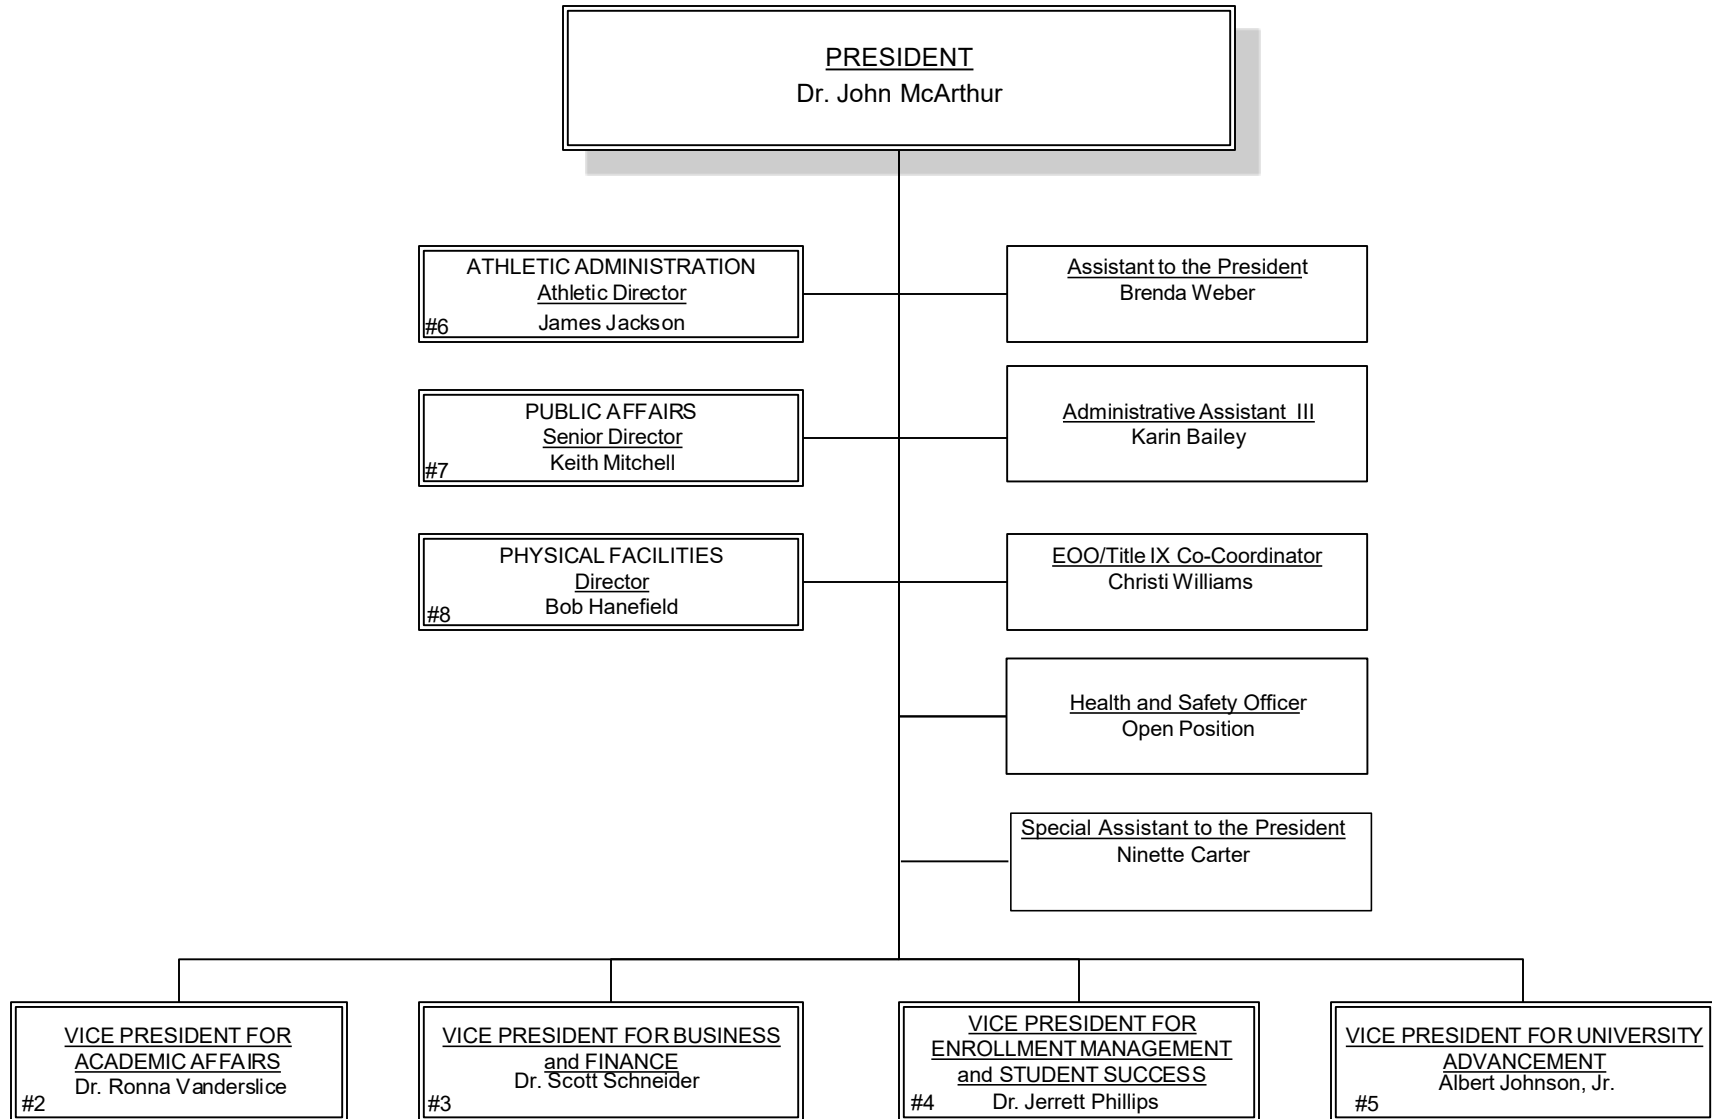 PRESIDENT
Dr. John McArthur
ATHLETIC ADMINISTRATION
Athletic Director
James Jackson
#6
Assistant to the President
Brenda Weber
PUBLIC AFFAIRS
Senior Director
Keith Mitchell
#7
Administrative Assistant III
Karin Bailey
PHYSICAL FACILITIES
Director
Bob Hanefield
#8
EOO/Title IX Co-Coordinator
Christi Williams
Health and Safety Officer
Open Position
Special Assistant to the President
Ninette Carter
VICE PRESIDENT FOR
ACADEMIC AFFAIRS
Dr. Ronna Vanderslice
#2
VICE PRESIDENT FOR BUSINESS
and FINANCE
Dr. Scott Schneider
#3
VICE PRESIDENT FOR
ENROLLMENT MANAGEMENT
and STUDENT SUCCESS
Dr. Jerrett Phillips
#4
VICE PRESIDENT FOR UNIVERSITY
ADVANCEMENT
Albert Johnson, Jr.
#5